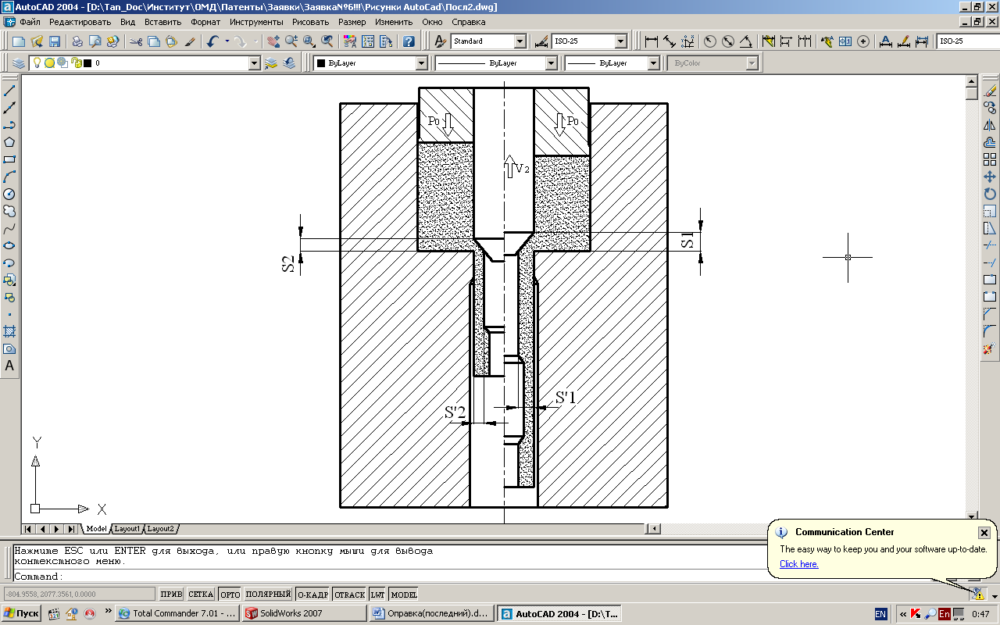 AutoCAD 2004 - [D:\Tan_Doc\Институт\ОМД\Патенты\Заявки\Заявка№6!!!\Рисунки AutoCad\Посл2.dwg]
Файл Редактировать Вид Вставить Формат Инструменты Рисовать Размер Изменить Окно Справка
Standard ISO-25 ISO-25
0 ByLayer ByLayer ByLayer ByColor
P0 P0
V2
S2 S1
S'2 S'1
Y
X
Model Layout1 Layout2
Communication Center
The easy way to keep you and your software up-to-date.
Click here.
Нажмите ESC или ENTER для выхода, или правую кнопку мыши для вывода
контекстного меню.
Command:
-804.9558, 2077.3561, 0.0000 ПРИВ СЕТКА ОРТО ПОЛЯРНЫЙ О-КАДР OTRACK LWT MODEL
Пуск Total Commander 7.01 - ... SolidWorks 2007 Оправка(последний).d... AutoCAD 2004 - [D:\T... EN En 0:47